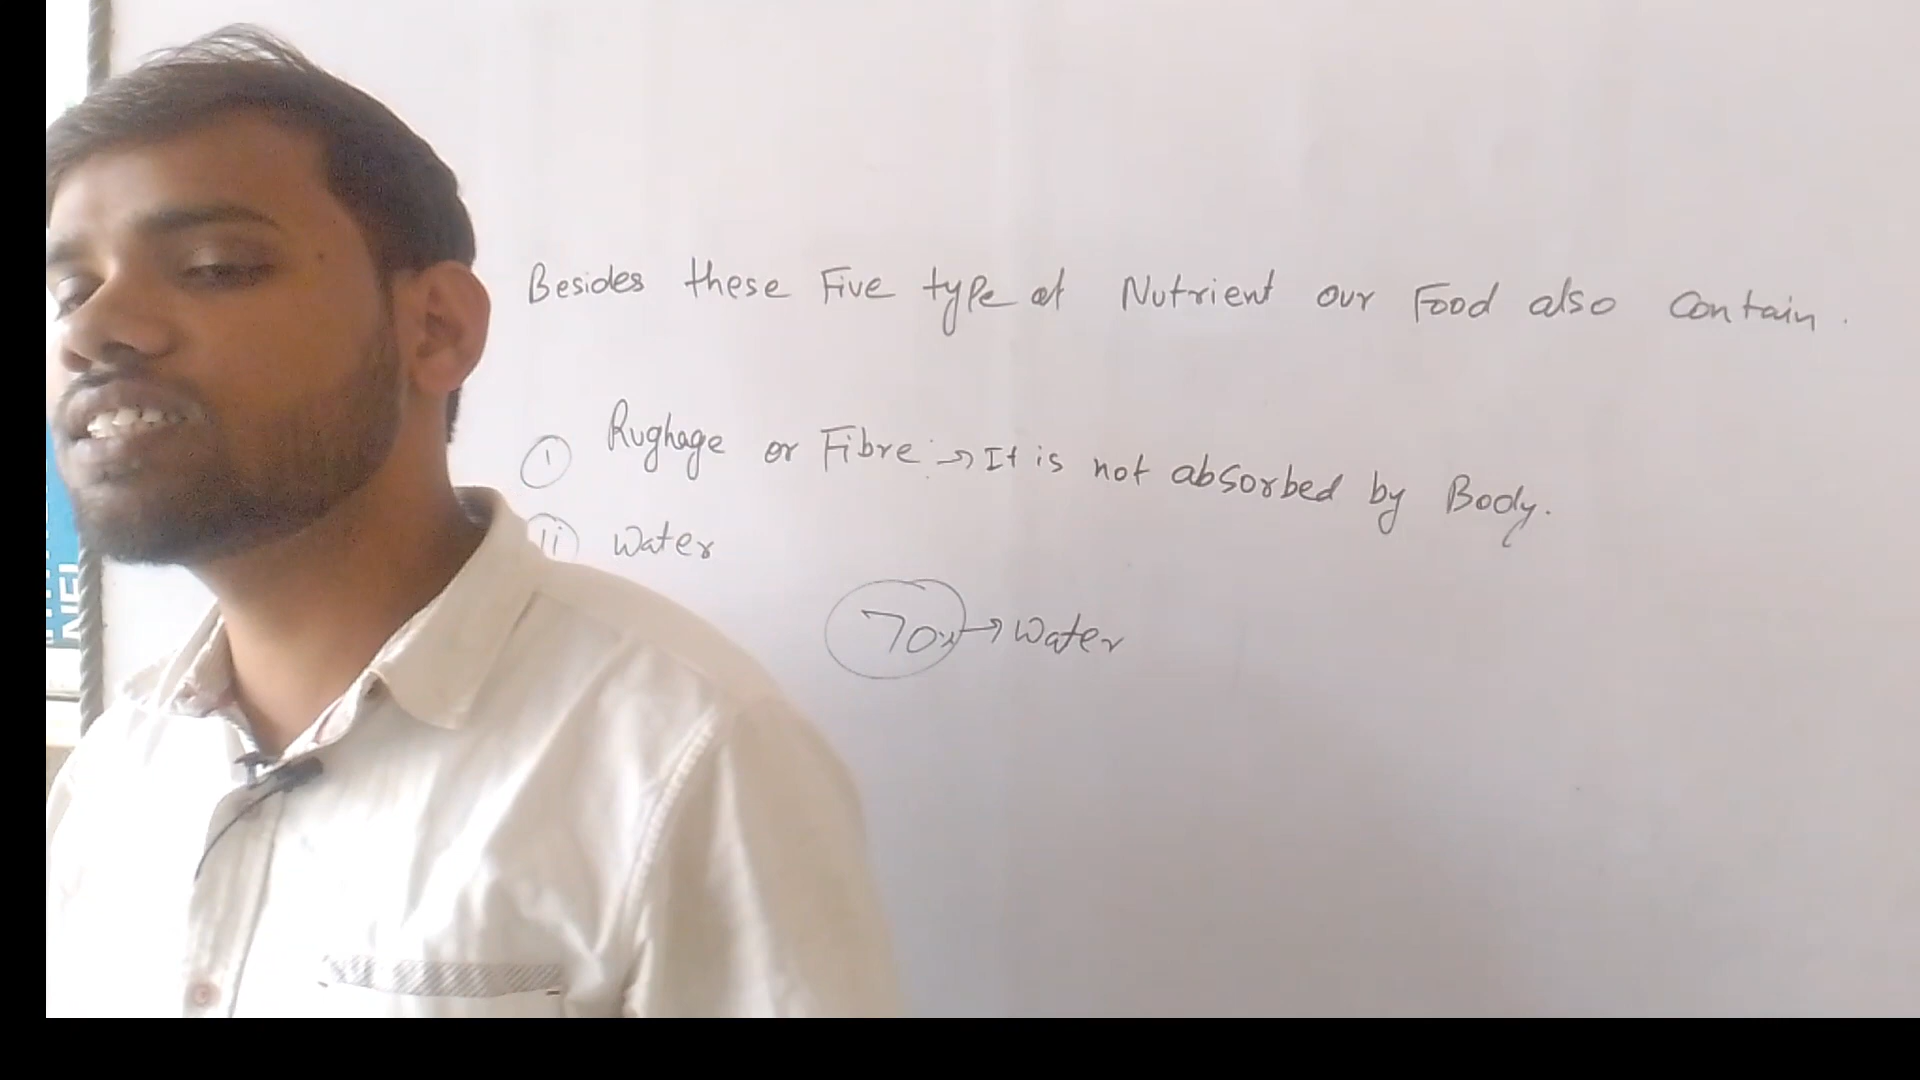 Besides these Five type of Nutrient our Food also Contain.
(i) Rughage or Fibre :→ It is not absorbed by Body.
(ii) Water
70% → Water